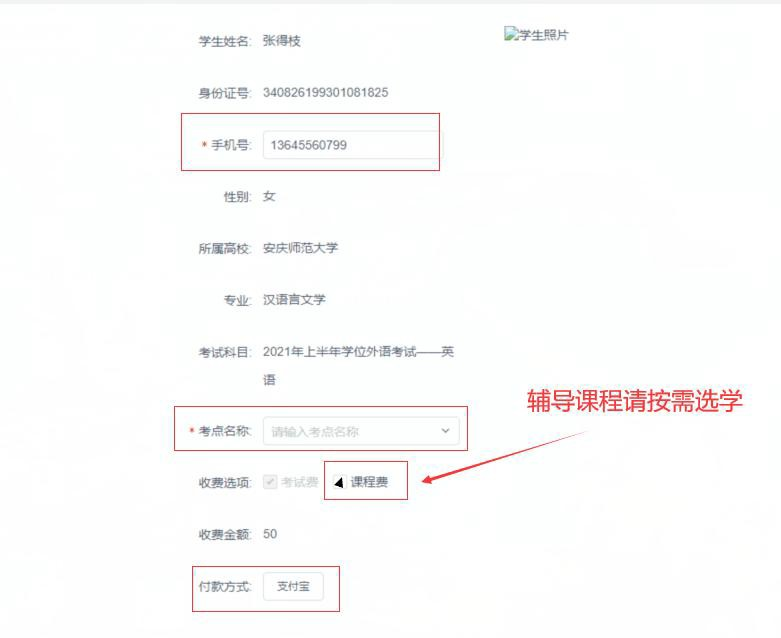 学生姓名: 张得枝
学生照片
身份证号: 340826199301081825
* 手机号: 13645560799
性别: 女
所属高校: 安庆师范大学
专业: 汉语言文学
考试科目: 2021年上半年学位外语考试——英
语
辅导课程请按需选学
* 考点名称: 请输入考点名称
收费选项: 考试费 课程费
收费金额: 50
付款方式: 支付宝